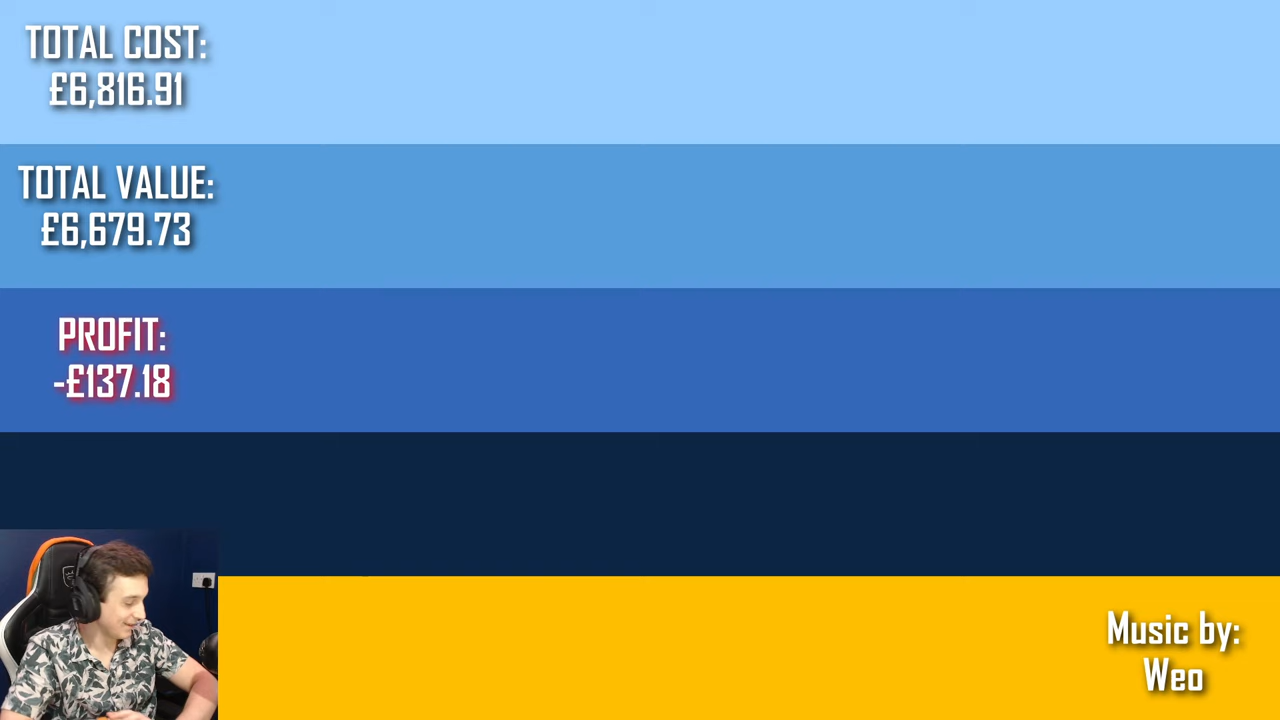 TOTAL COST:
£6,816.91
TOTAL VALUE:
£6,679.73
PROFIT:
-£137.18
Music by:
Weo